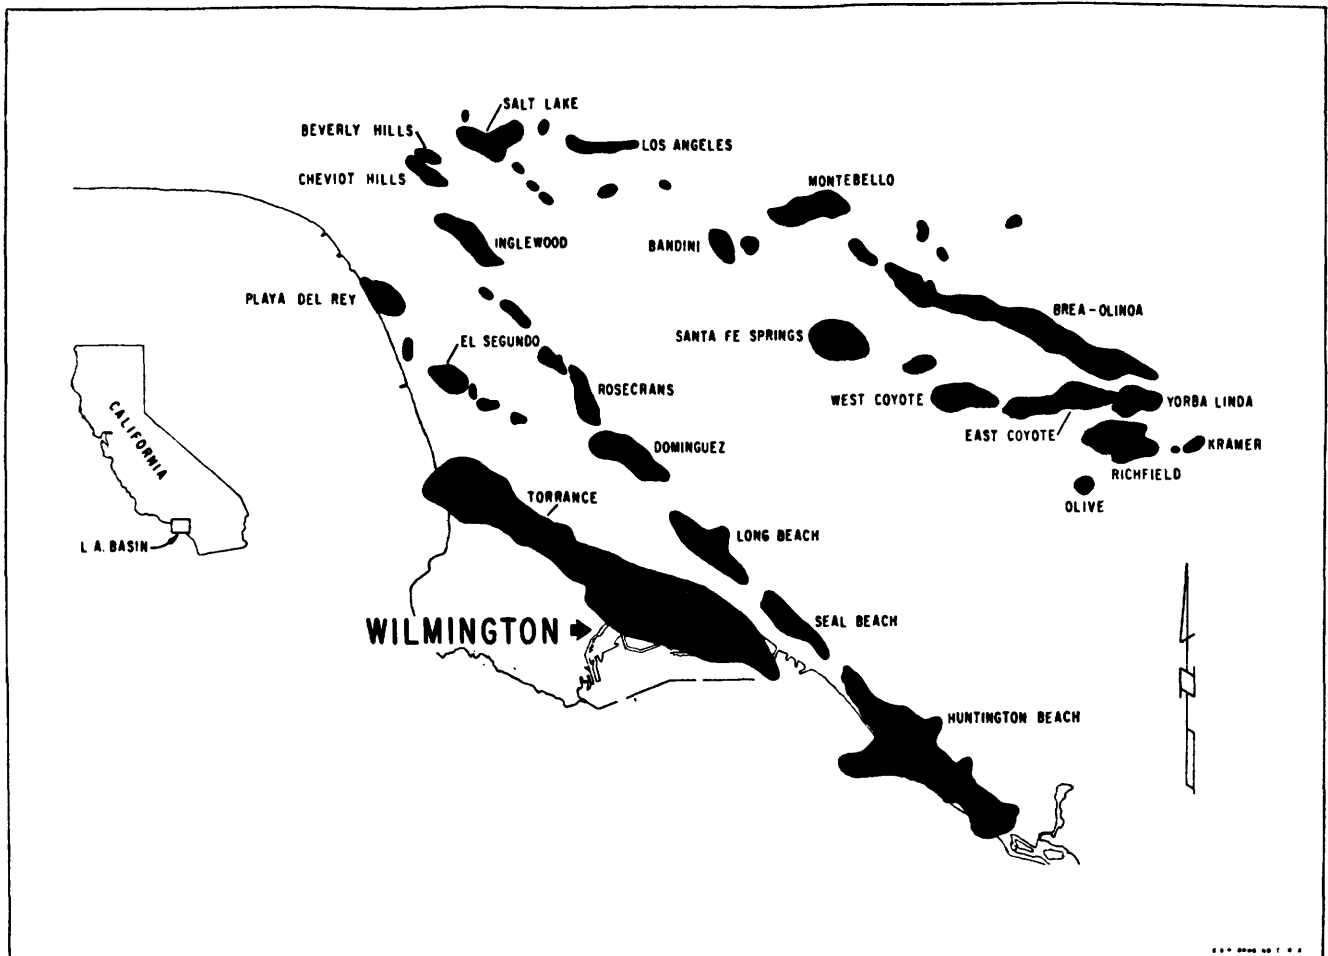 SALT LAKE
BEVERLY HILLS
LOS ANGELES
CHEVIOT HILLS
MONTEBELLO
INGLEWOOD
BANDINI
PLAYA DEL REY
BREA-OLINOA
SANTA FE SPRINGS
EL SEGUNDO
ROSECRANS
WEST COYOTE
YORBA LINDA
EAST COYOTE
KRAMER
DOMINGUEZ
RICHFIELD
OLIVE
CALIFORNIA
TORRANCE
LONG BEACH
L A. BASIN
SEAL BEACH
WILMINGTON
N
HUNTINGTON BEACH